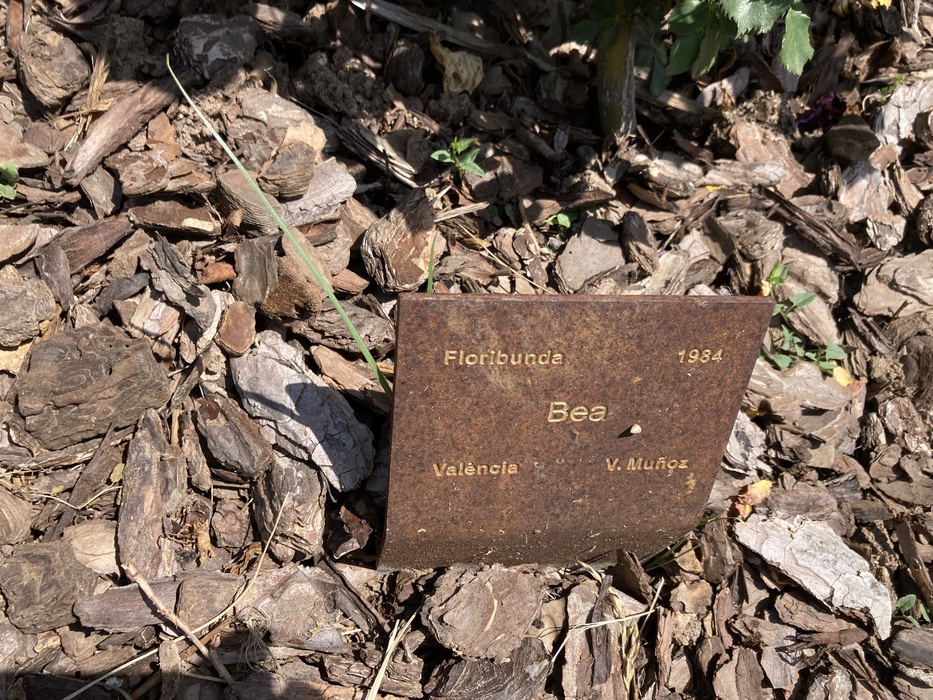 Floribunda 1984
Bea
València V. Muñoz